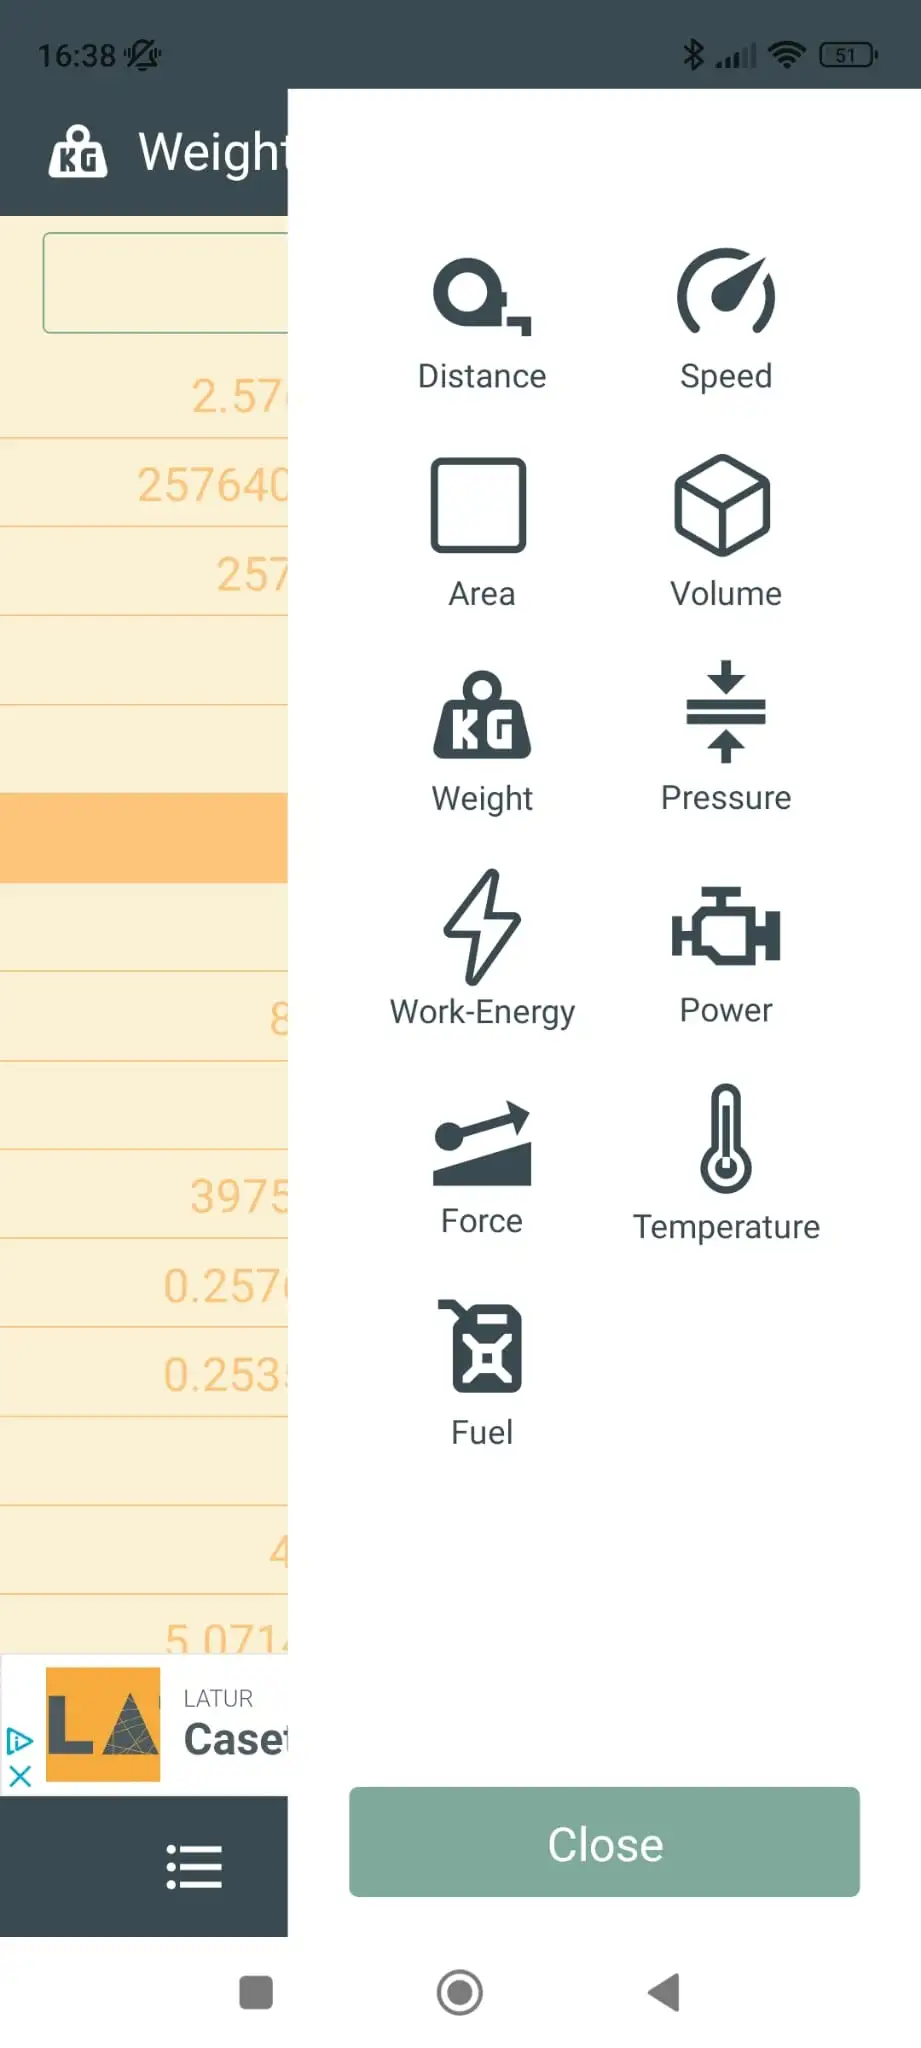 16:38
51
KG Weight
Distance
Speed
2.57
257640
257
Area
Volume
KG
Weight
Pressure
Work-Energy
Power
8
3975
0.257
0.253
Force
Temperature
Fuel
4
5.071
LATUR
LA
Close